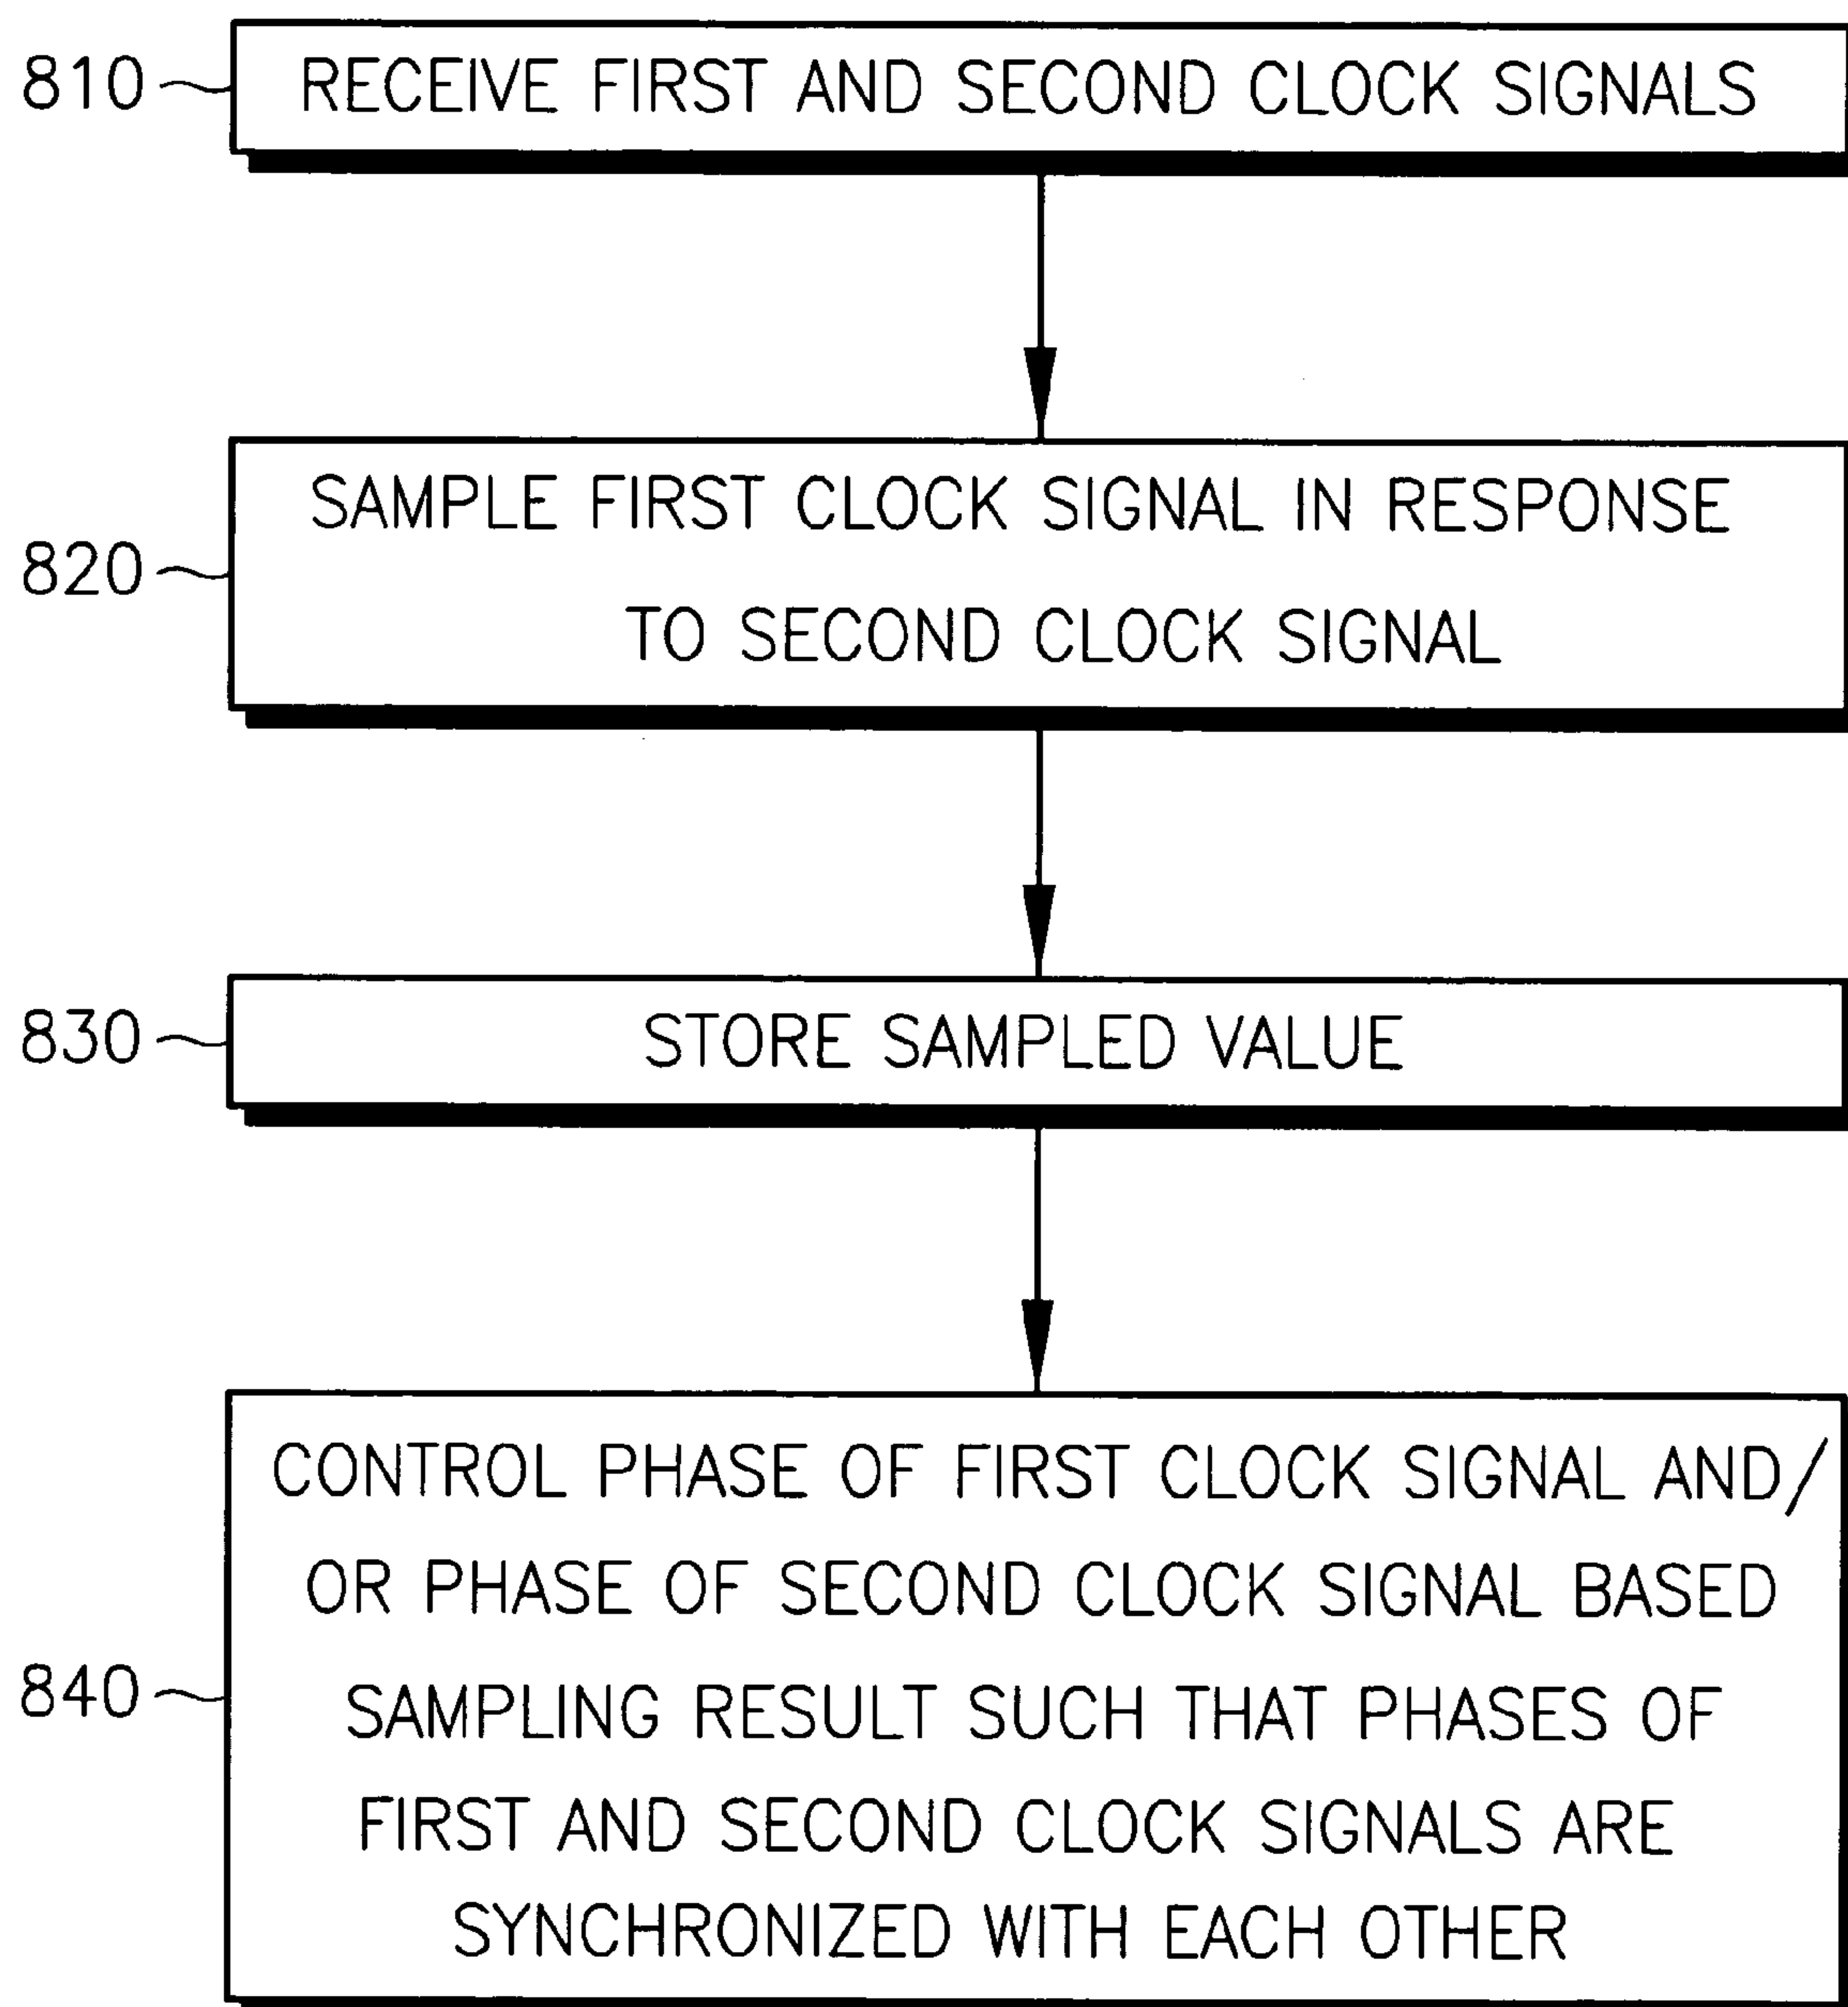 810 RECEIVE FIRST AND SECOND CLOCK SIGNALS
SAMPLE FIRST CLOCK SIGNAL IN RESPONSE
820
TO SECOND CLOCK SIGNAL
830 STORE SAMPLED VALUE
CONTROL PHASE OF FIRST CLOCK SIGNAL AND/
OR PHASE OF SECOND CLOCK SIGNAL BASED
840 SAMPLING RESULT SUCH THAT PHASES OF
FIRST AND SECOND CLOCK SIGNALS ARE
SYNCHRONIZED WITH EACH OTHER